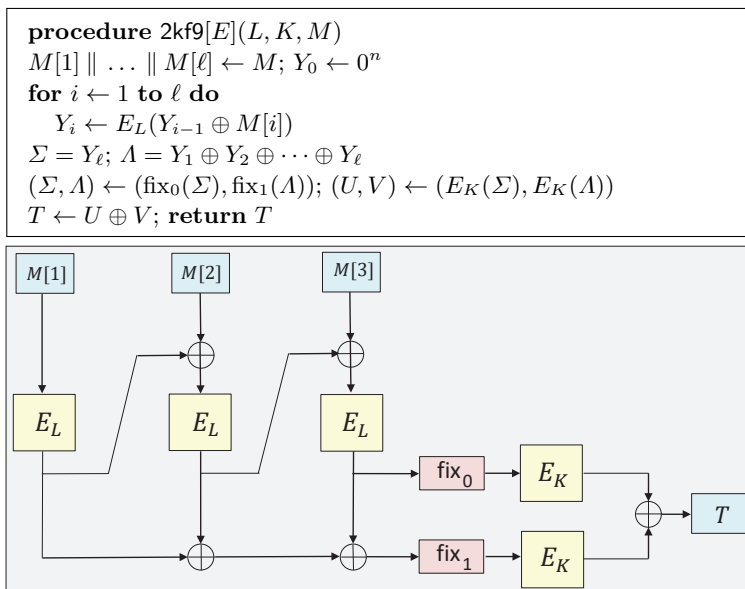 procedure 2kf9[E](L, K, M)
M[1] ∥ … ∥ M[ℓ] ← M; Y₀ ← 0ⁿ
for i ← 1 to ℓ do
Yᵢ ← E_L(Yᵢ₋₁ ⊕ M[i])
Σ = Y_ℓ; Λ = Y₁ ⊕ Y₂ ⊕ ⋯ ⊕ Y_ℓ
(Σ, Λ) ← (fix₀(Σ), fix₁(Λ)); (U, V) ← (E_K(Σ), E_K(Λ))
T ← U ⊕ V; return T
M[1] M[2] M[3]
E_L E_L E_L
fix₀ E_K
T
fix₁ E_K